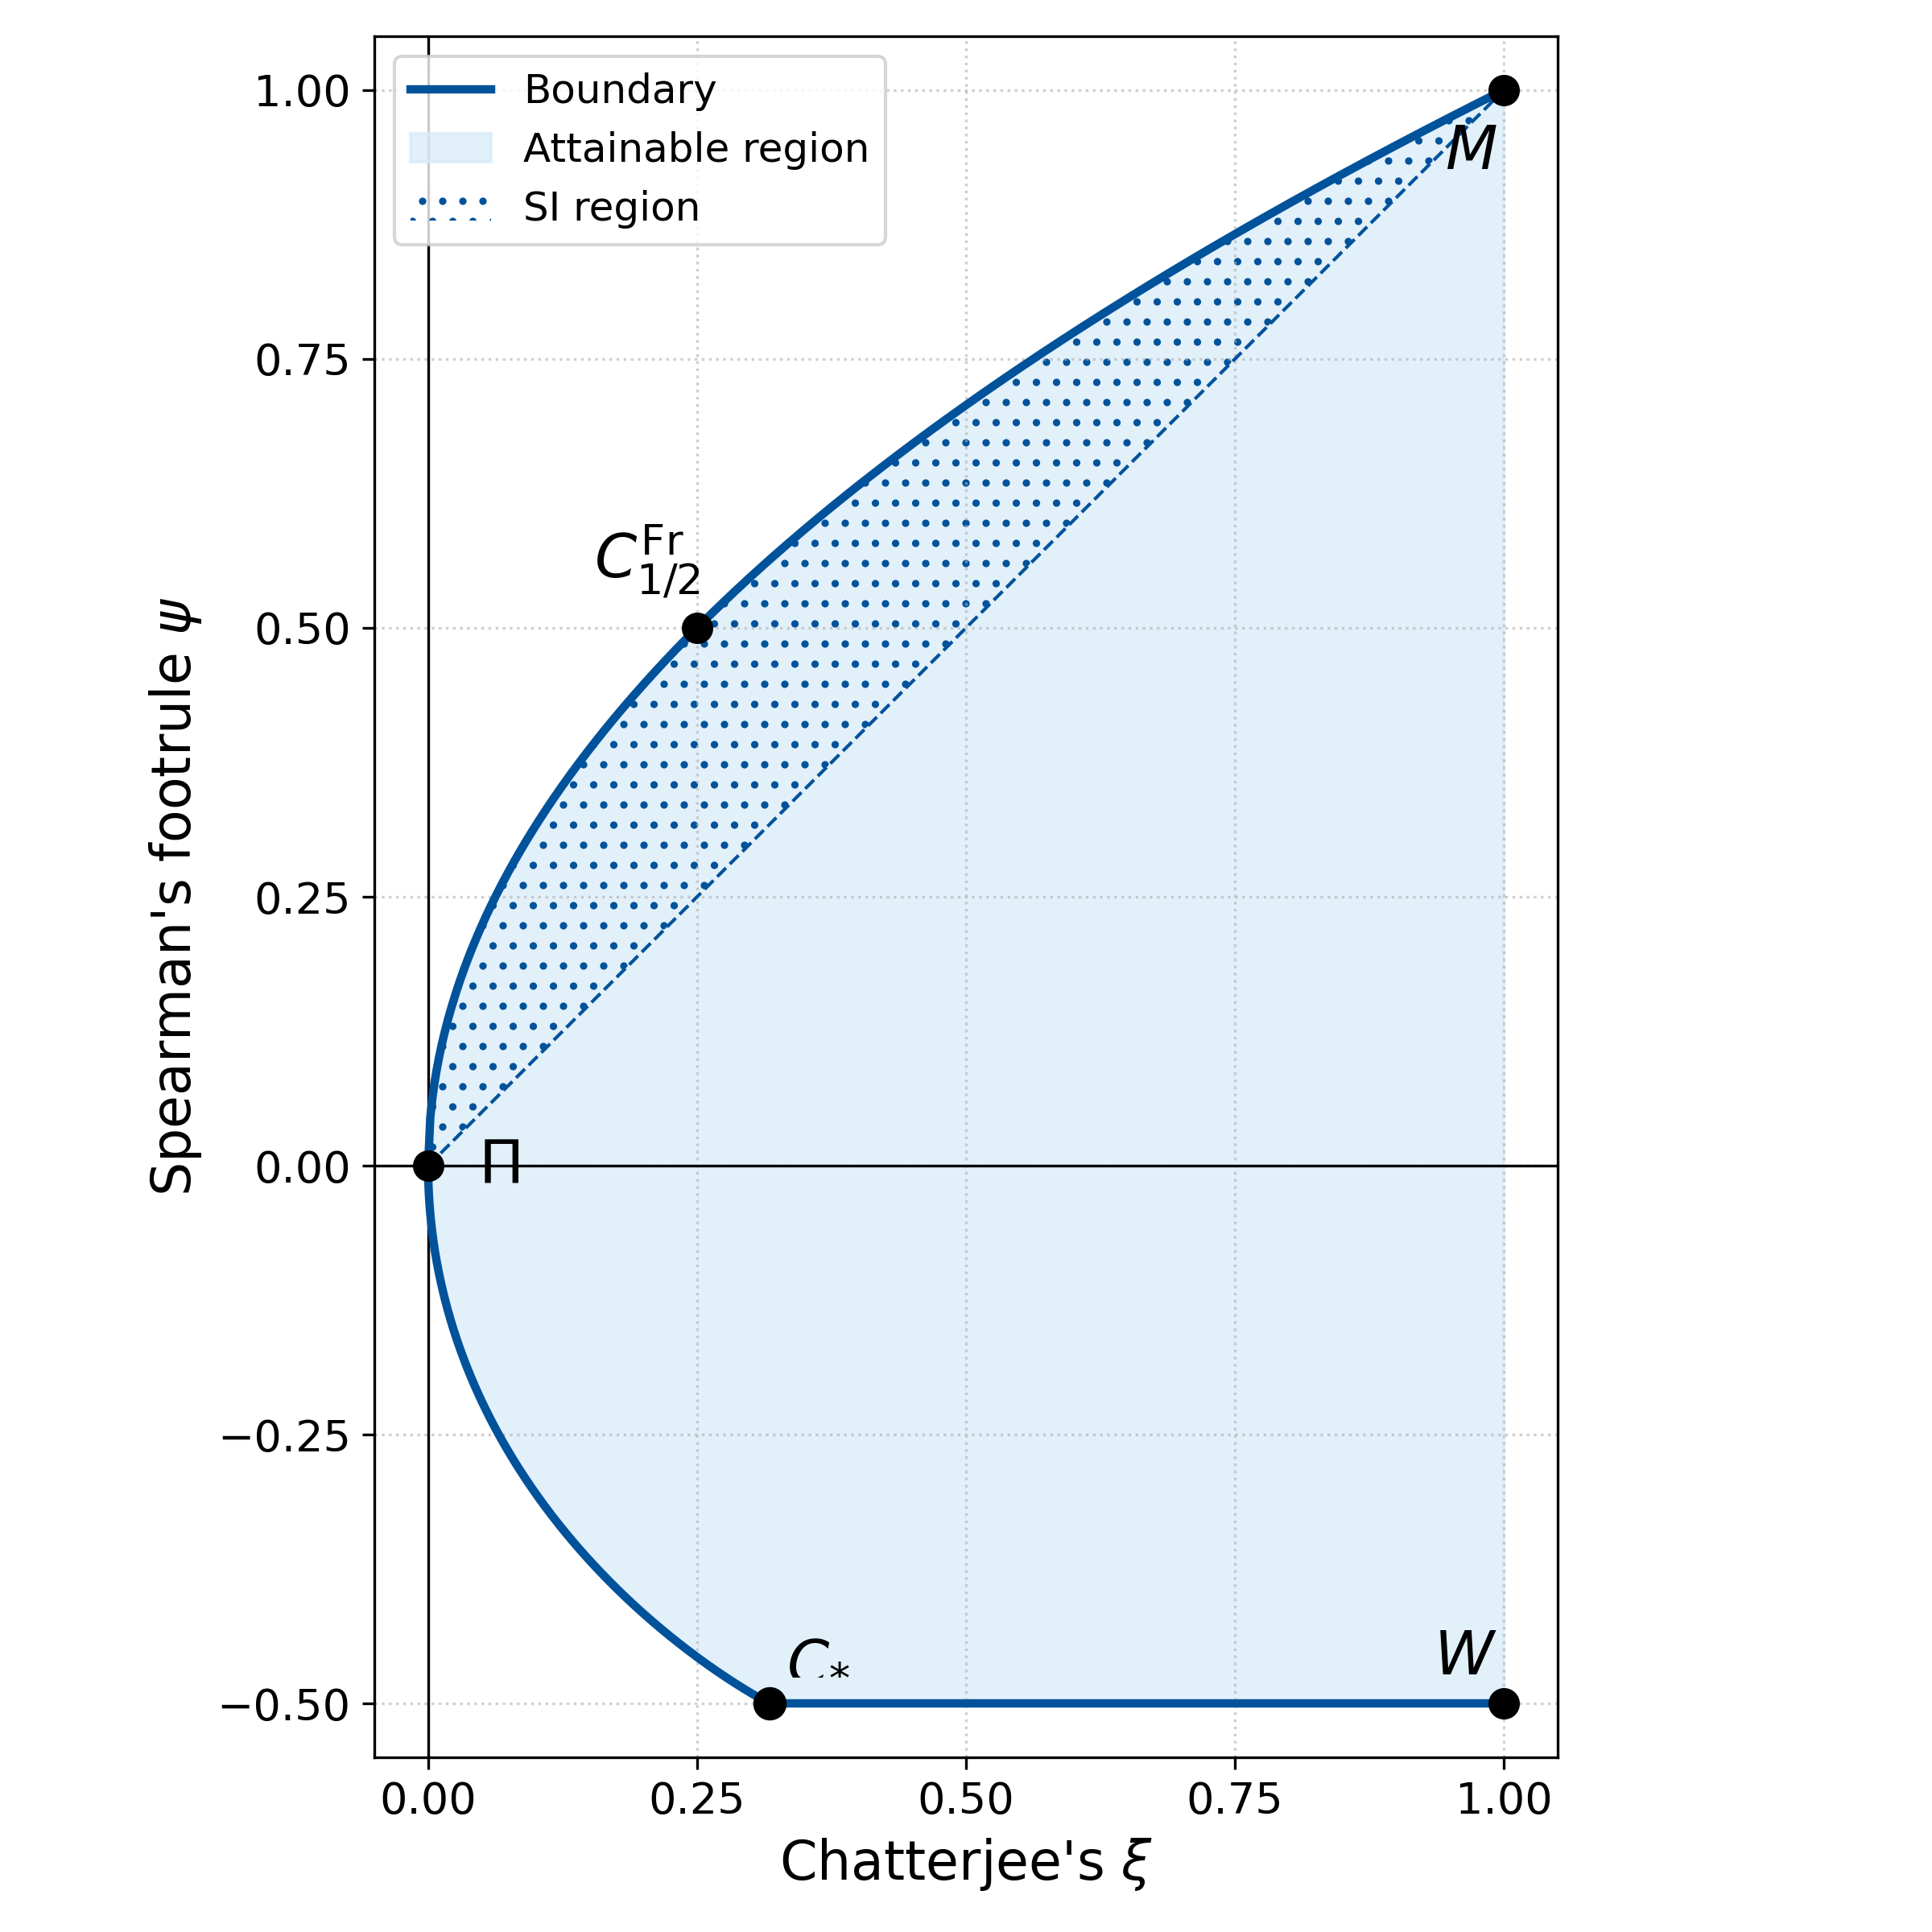 Boundary
Attainable region
SI region
1.00
0.75
0.50
0.25
0.00
−0.25
−0.50
Spearman's footrule ψ
M
C^Fr_1/2
Π
C_*
W
0.00 0.25 0.50 0.75 1.00
Chatterjee's ξ